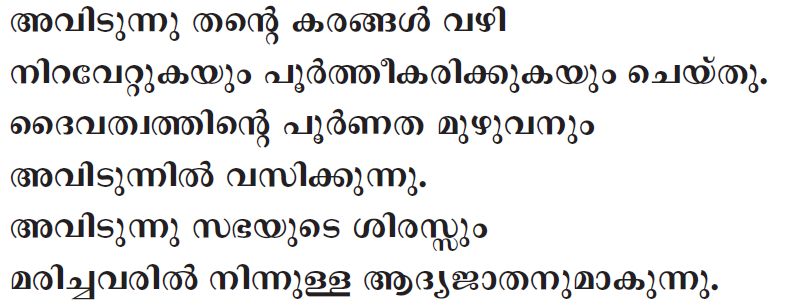 അവിടുന്നു തന്റെ കരങ്ങൾ വഴി
നിറവേറ്റുകയും പൂർത്തീകരിക്കുകയും ചെയ്തു.
ദൈവത്വത്തിന്റെ പൂർണത മുഴുവനും
അവിടുന്നിൽ വസിക്കുന്നു.
അവിടുന്നു സഭയുടെ ശിരസ്സും
മരിച്ചവരിൽ നിന്നുള്ള ആദ്യജാതനുമാകുന്നു.